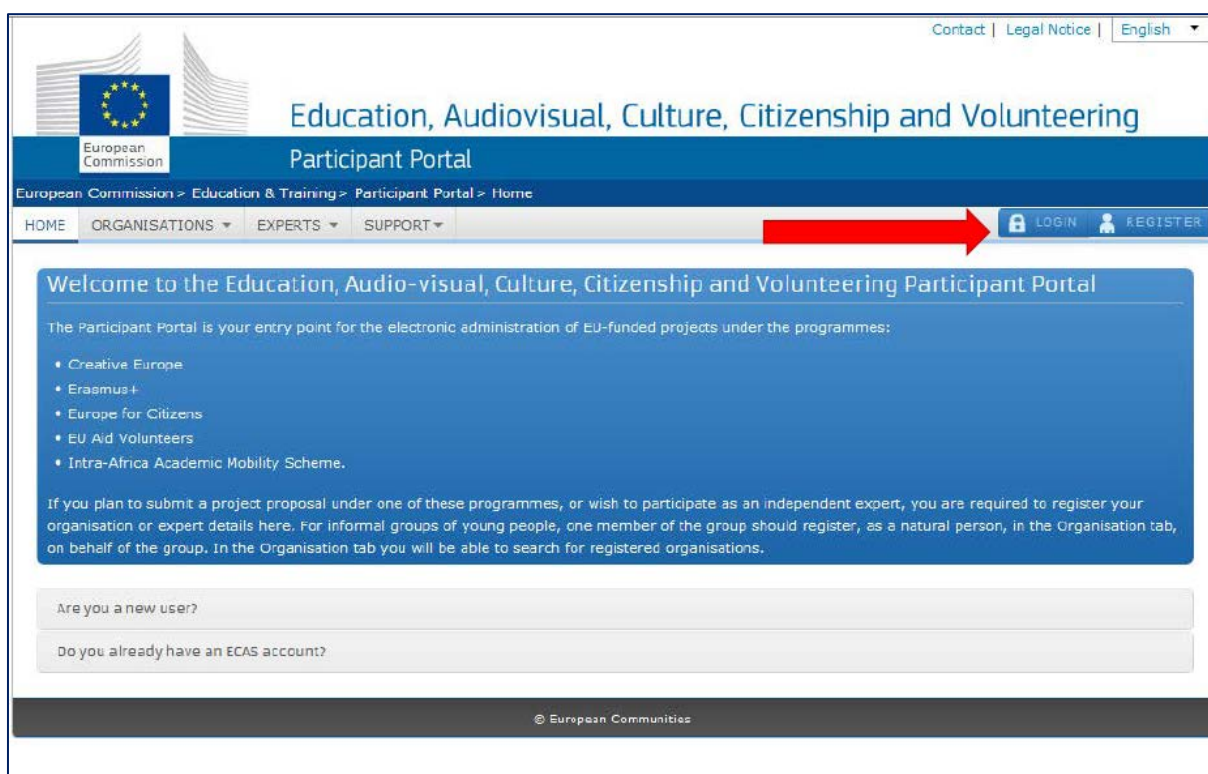 Contact | Legal Notice | English
Education, Audiovisual, Culture, Citizenship and Volunteering
European
Commission
Participant Portal
European Commission > Education & Training > Participant Portal > Home
HOME ORGANISATIONS EXPERTS SUPPORT LOGIN REGISTER
Welcome to the Education, Audio-visual, Culture, Citizenship and Volunteering Participant Portal
The Participant Portal is your entry point for the electronic administration of EU-funded projects under the programmes:
• Creative Europe
• Erasmus+
• Europe for Citizens
• EU Aid Volunteers
• Intra-Africa Academic Mobility Scheme.
If you plan to submit a project proposal under one of these programmes, or wish to participate as an independent expert, you are required to register your
organisation or expert details here. For informal groups of young people, one member of the group should register, as a natural person, in the Organisation tab,
on behalf of the group. In the Organisation tab you will be able to search for registered organisations.
Are you a new user?
Do you already have an ECAS account?
© European Communities